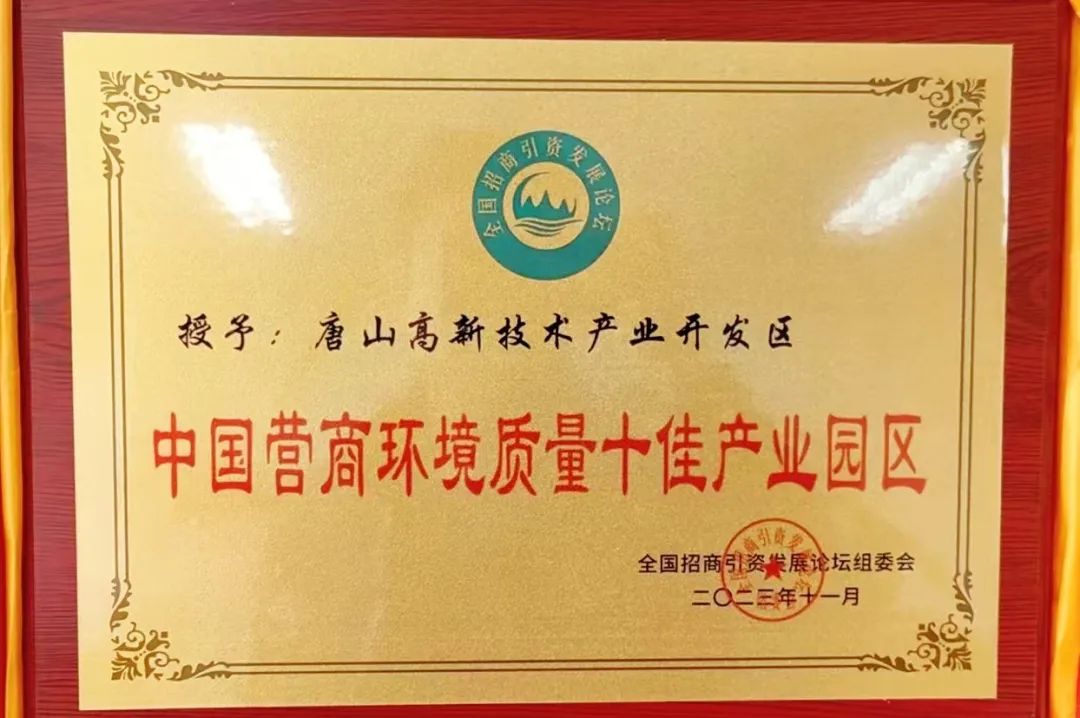 全国招商引资发展论坛
授予：唐山高新技术产业开发区
中国营商环境质量十佳产业园区
全国招商引资发展论坛组委会
二〇二三年十一月